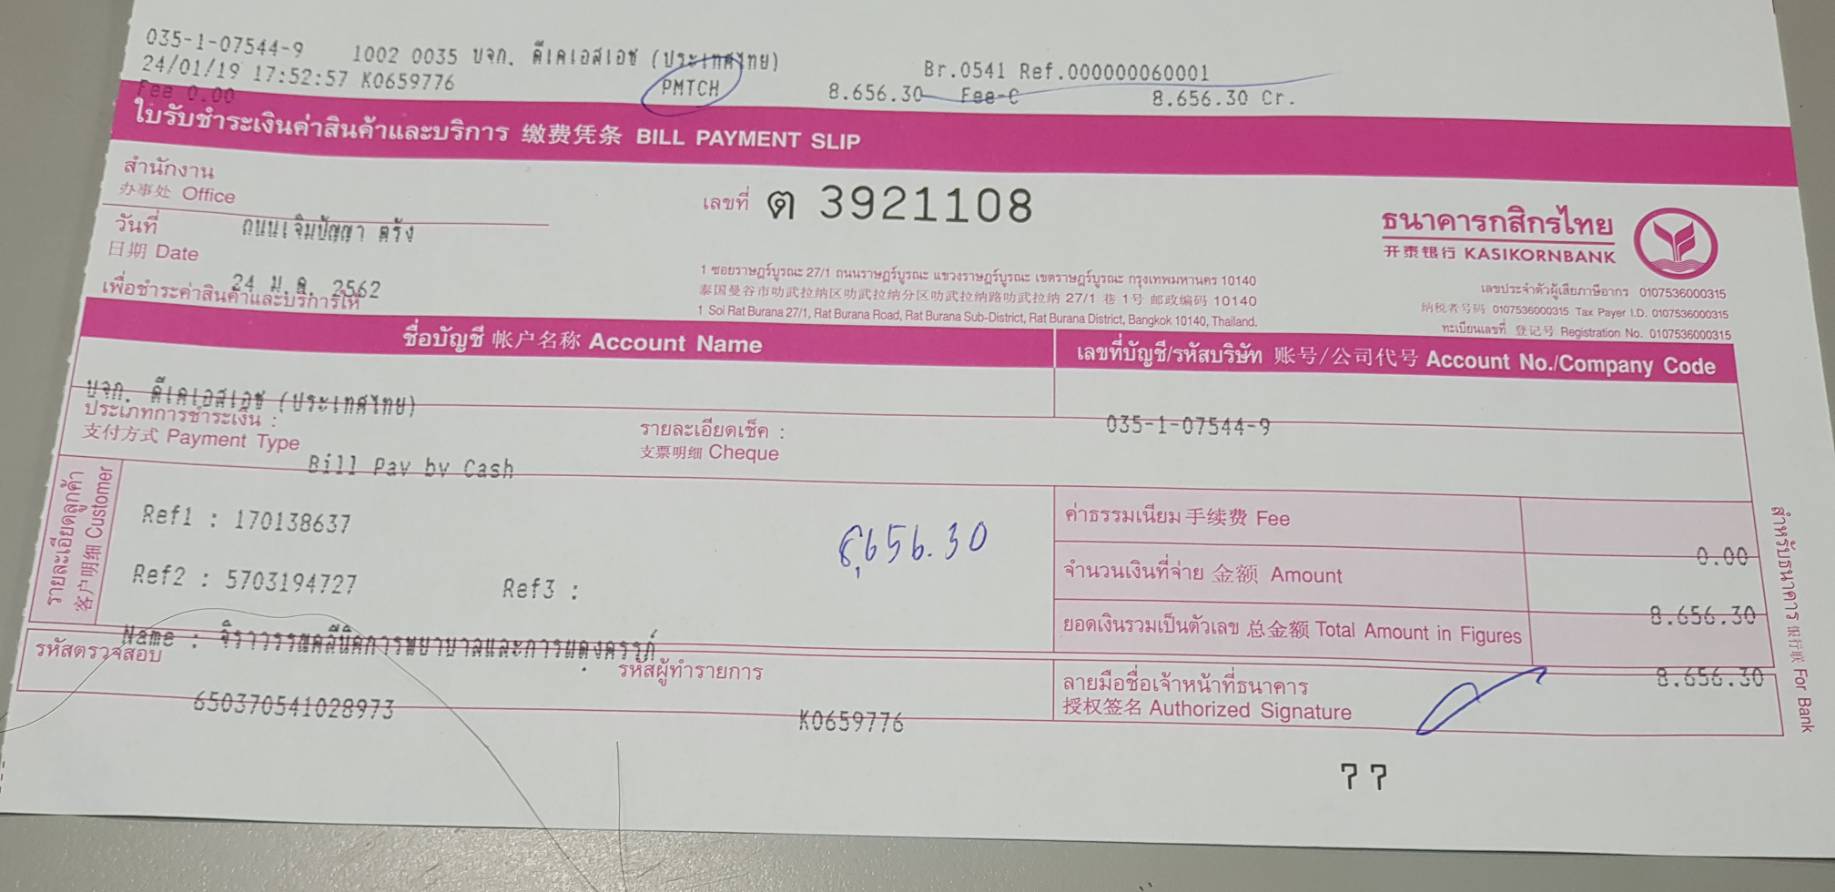 035-1-07544-9 1002 0035 บจก. ดีเคเอสเอช (ประเทศไทย) Br.0541 Ref.000000060001
24/01/19 17:52:57 K0659776 PMTCH 8.656.30 Fee-C 8.656.30 Cr.
Fee 0.00
ใบรับชำระเงินค่าสินค้าและบริการ 缴费凭条 BILL PAYMENT SLIP
สำนักงาน
办事处 Office
เลขที่ ต 3921108
ธนาคารกสิกรไทย
开泰银行 KASIKORNBANK
วันที่ ถนนเจิมปัญญา ตรัง
日期 Date
24 ม.ค. 2562
เพื่อชำระค่าสินค้าและบริการให้
1 ซอยราษฎร์บูรณะ 27/1 ถนนราษฎร์บูรณะ แขวงราษฎร์บูรณะ เขตราษฎร์บูรณะ กรุงเทพมหานคร 10140
泰国曼谷市叻武拉纳区叻武拉纳分区叻武拉纳路叻武拉纳 27/1 巷 1号 邮政编码 10140
1 Soi Rat Burana 27/1, Rat Burana Road, Rat Burana Sub-District, Rat Burana District, Bangkok 10140, Thailand.
เลขประจำตัวผู้เสียภาษีอากร 0107536000315
纳税者号码 0107536000315 Tax Payer I.D. 0107536000315
ทะเบียนเลขที่ 登记号 Registration No. 0107536000315
ชื่อบัญชี 帐户名称 Account Name
เลขที่บัญชี/รหัสบริษัท 账号/公司代号 Account No./Company Code
บจก. ดีเคเอสเอช (ประเทศไทย)
035-1-07544-9
ประเภทการชำระเงิน :
支付方式 Payment Type
Bill Pay by Cash
รายละเอียดเช็ค :
支票明细 Cheque
รายละเอียดลูกค้า
客户明细 Customer
Ref1 : 170138637
Ref2 : 5703194727 Ref3 :
8,656.30
Name : จิราวรรณคลีนิคการพยาบาลและการผดุงครรภ์
ค่าธรรมเนียม 手续费 Fee 0.00
จำนวนเงินที่จ่าย 金额 Amount 8.656.30
ยอดเงินรวมเป็นตัวเลข 总金额 Total Amount in Figures 8.656.30
รหัสตรวจสอบ
650370541028973
รหัสผู้ทำรายการ
K0659776
ลายมือชื่อเจ้าหน้าที่ธนาคาร
授权签名 Authorized Signature
สำหรับธนาคาร 银行联 For Bank
77